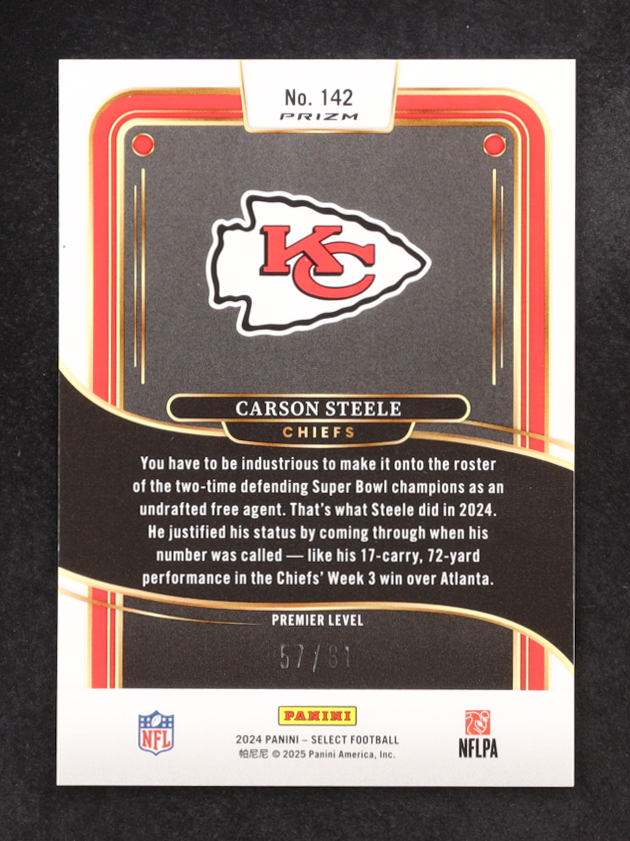 No. 142
PRIZM
KC
CARSON STEELE
CHIEFS
You have to be industrious to make it onto the roster
of the two-time defending Super Bowl champions as an
undrafted free agent. That's what Steele did in 2024.
He justified his status by coming through when his
number was called — like his 17-carry, 72-yard
performance in the Chiefs' Week 3 win over Atlanta.
PREMIER LEVEL
57/81
PANINI
2024 PANINI – SELECT FOOTBALL
帕尼尼 © 2025 Panini America, Inc.
NFL
NFLPA